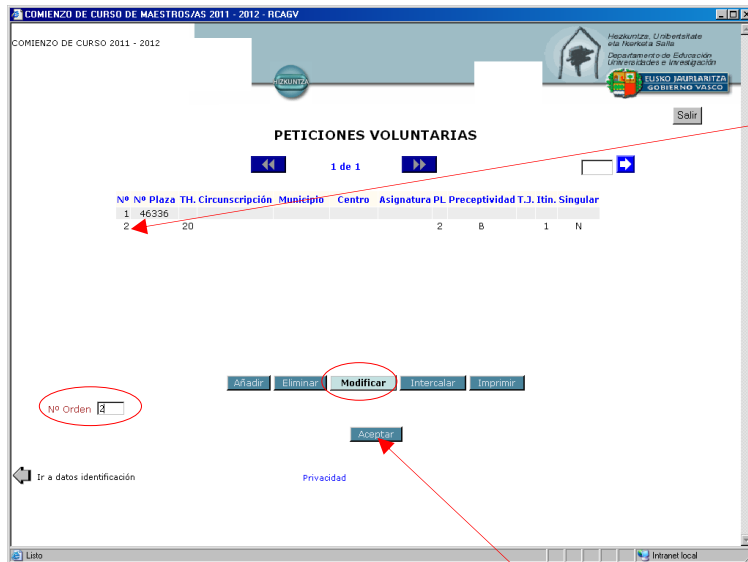 COMIENZO DE CURSO DE MAESTROS/AS 2011 - 2012 - RCAGV
COMIENZO DE CURSO 2011 - 2012
HIZKUNTZA
Hezkuntza, Unibertsitate
eta Ikerketa Saila
Departamento de Educación
Universidades e Investigación
EUSKO JAURLARITZA
GOBIERNO VASCO
Salir
PETICIONES VOLUNTARIAS
1 de 1
Nº Nº Plaza TH. Circunscripción Municipio Centro Asignatura PL Preceptividad T.J. Itin. Singular
1 46336
2 20 2 B 1 N
Añadir Eliminar Modificar Intercalar Imprimir
Nº Orden 2
Aceptar
Ir a datos identificación Privacidad
Listo Intranet local